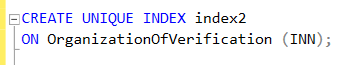 CREATE UNIQUE INDEX index2
ON OrganizationOfVerification (INN);